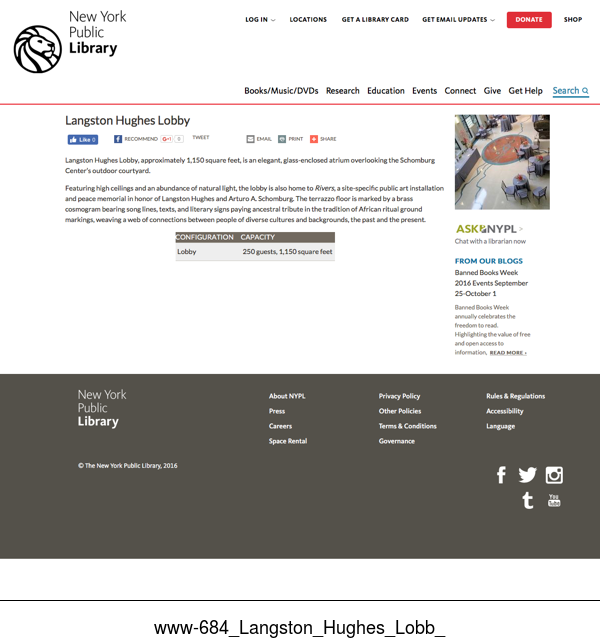 New York
Public
Library
LOG IN
LOCATIONS
GET A LIBRARY CARD
GET EMAIL UPDATES
DONATE
SHOP
Books/Music/DVDs
Research
Education
Events
Connect
Give
Get Help
Search
Langston Hughes Lobby
Like 0
RECOMMEND
G+1 0
TWEET
EMAIL
PRINT
SHARE
Langston Hughes Lobby, approximately 1,150 square feet, is an elegant, glass-enclosed atrium overlooking the Schomburg
Center's outdoor courtyard.
Featuring high ceilings and an abundance of natural light, the lobby is also home to Rivers, a site-specific public art installation
and peace memorial in honor of Langston Hughes and Arturo A. Schomburg. The terrazzo floor is marked by a brass
cosmogram bearing song lines, texts, and literary signs paying ancestral tribute in the tradition of African ritual ground
markings, weaving a web of connections between people of diverse cultures and backgrounds, the past and the present.
CONFIGURATION CAPACITY
Lobby 250 guests, 1,150 square feet
ASK NYPL >
Chat with a librarian now
FROM OUR BLOGS
Banned Books Week
2016 Events September
25-October 1
Banned Books Week
annually celebrates the
freedom to read.
Highlighting the value of free
and open access to
information, READ MORE ›
New York
Public
Library
About NYPL
Press
Careers
Space Rental
Privacy Policy
Other Policies
Terms & Conditions
Governance
Rules & Regulations
Accessibility
Language
© The New York Public Library, 2016
You
Tube
www-684_Langston_Hughes_Lobb_